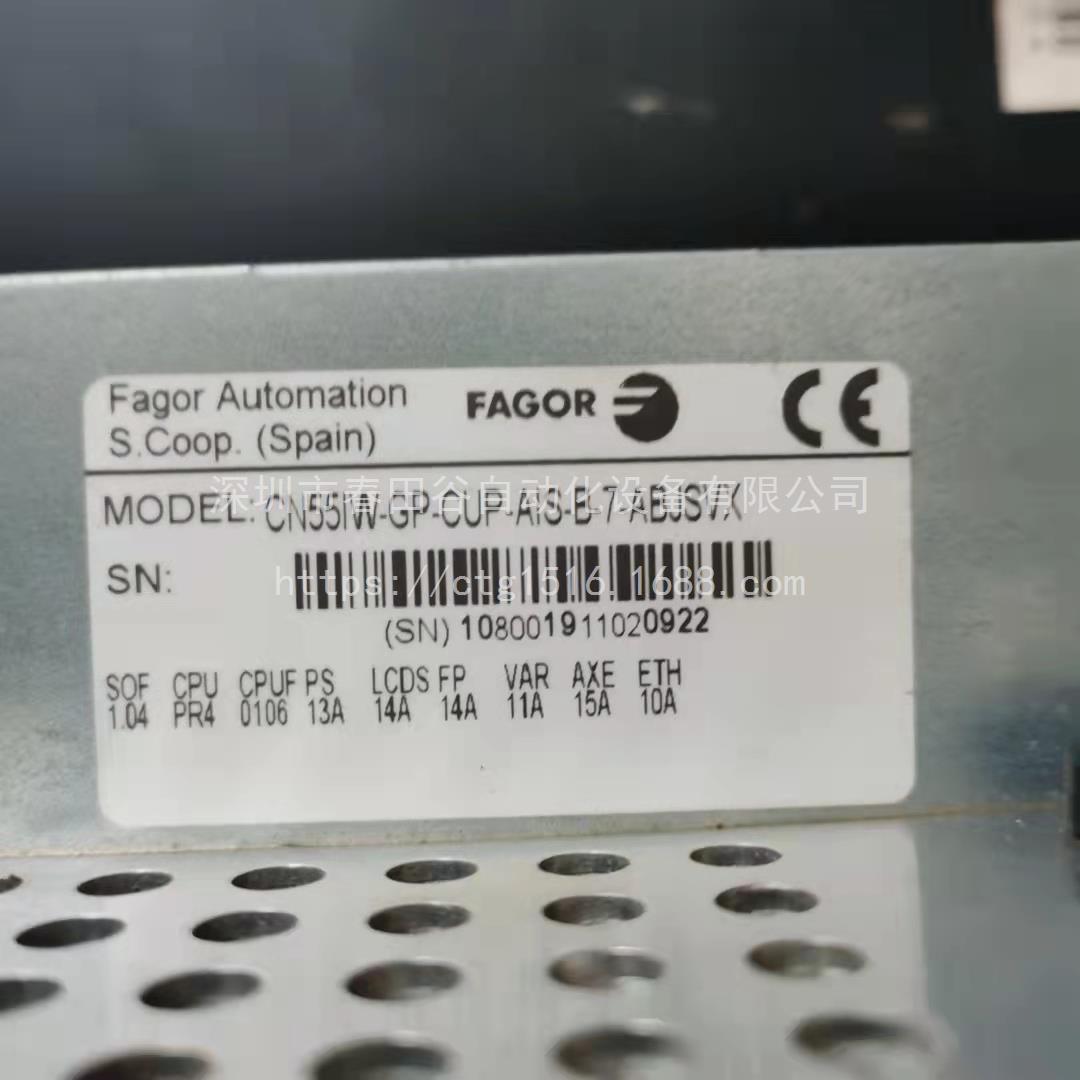 Fagor Automation
S.Coop. (Spain)
FAGOR
CE
深圳市春田谷自动化设备有限公司
MODEL:
SN:
https://ctg1516.1688.com
(SN) 108001911020922
SOF CPU CPUF PS LCDS FP VAR AXE ETH
1.04 PR4 0106 13A 14A 14A 11A 15A 10A